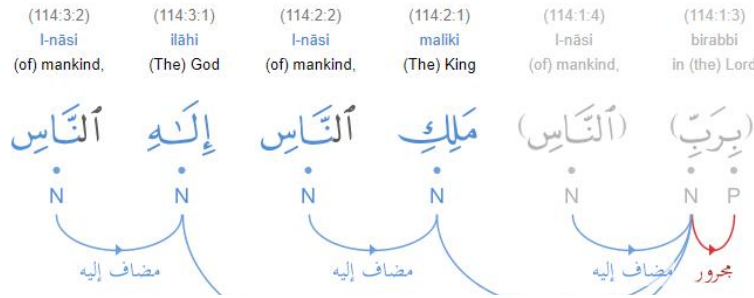 (114:3:2) (114:3:1) (114:2:2) (114:2:1) (114:1:4) (114:1:3)
l-nāsi ilāhi l-nāsi maliki l-nāsi birabbi
(of) mankind, (The) God (of) mankind, (The) King (of) mankind, in (the) Lord
(بِرَبِّ) (ٱلنَّاسِ) مَلِكِ ٱلنَّاسِ إِلَـٰهِ ٱلنَّاسِ
N N N N N N P
مضاف إليه مضاف إليه مضاف إليه مجرور